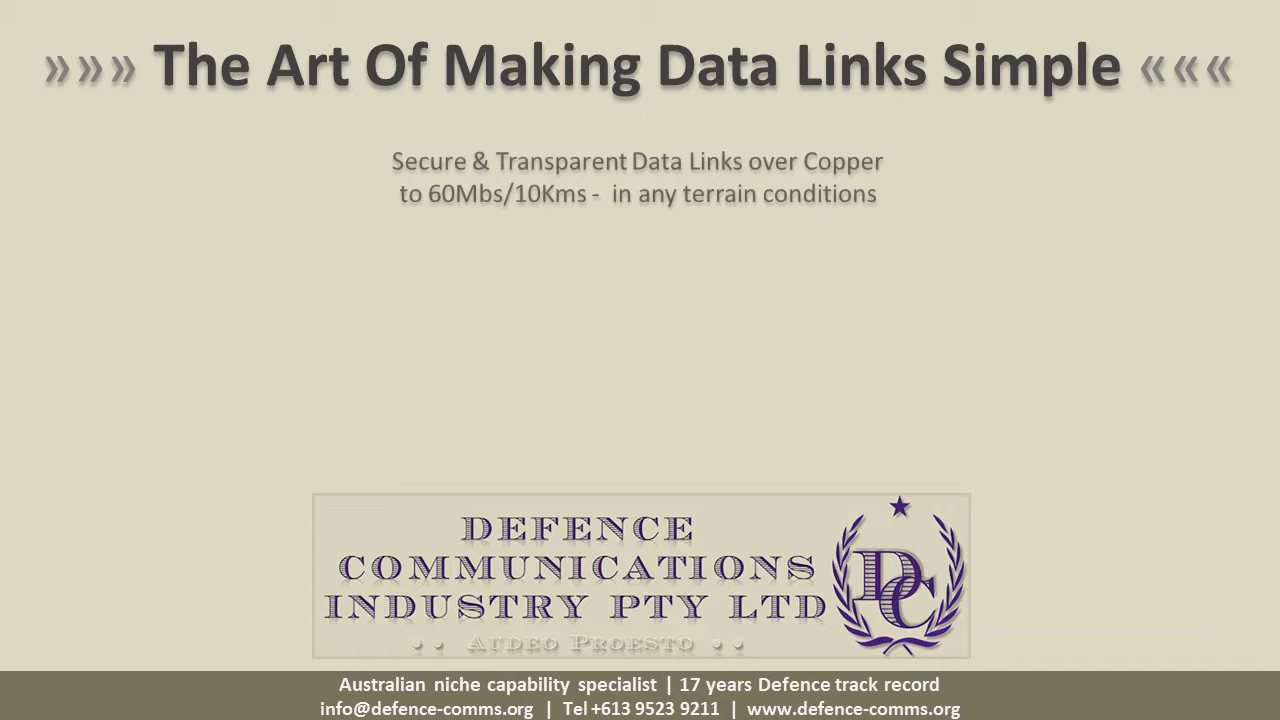 »»» The Art Of Making Data Links Simple «««
Secure & Transparent Data Links over Copper
to 60Mbs/10Kms - in any terrain conditions
DEFENCE
COMMUNICATIONS
INDUSTRY PTY LTD
•• AUDEO PROESTO ••
DC
Australian niche capability specialist | 17 years Defence track record
info@defence-comms.org | Tel +613 9523 9211 | www.defence-comms.org